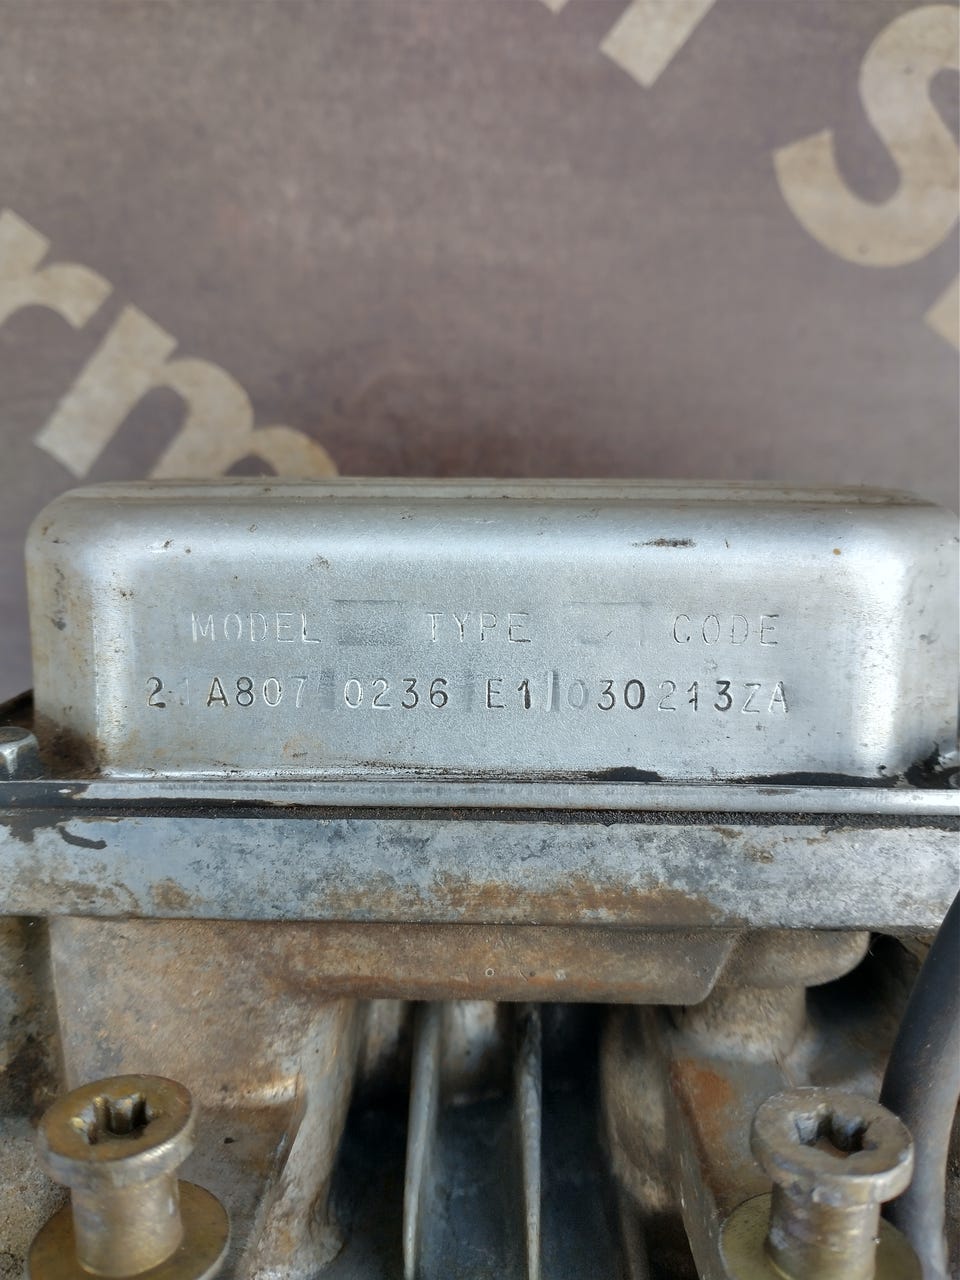 MODEL TYPE CODE
21A807 0236 E1 030213ZA